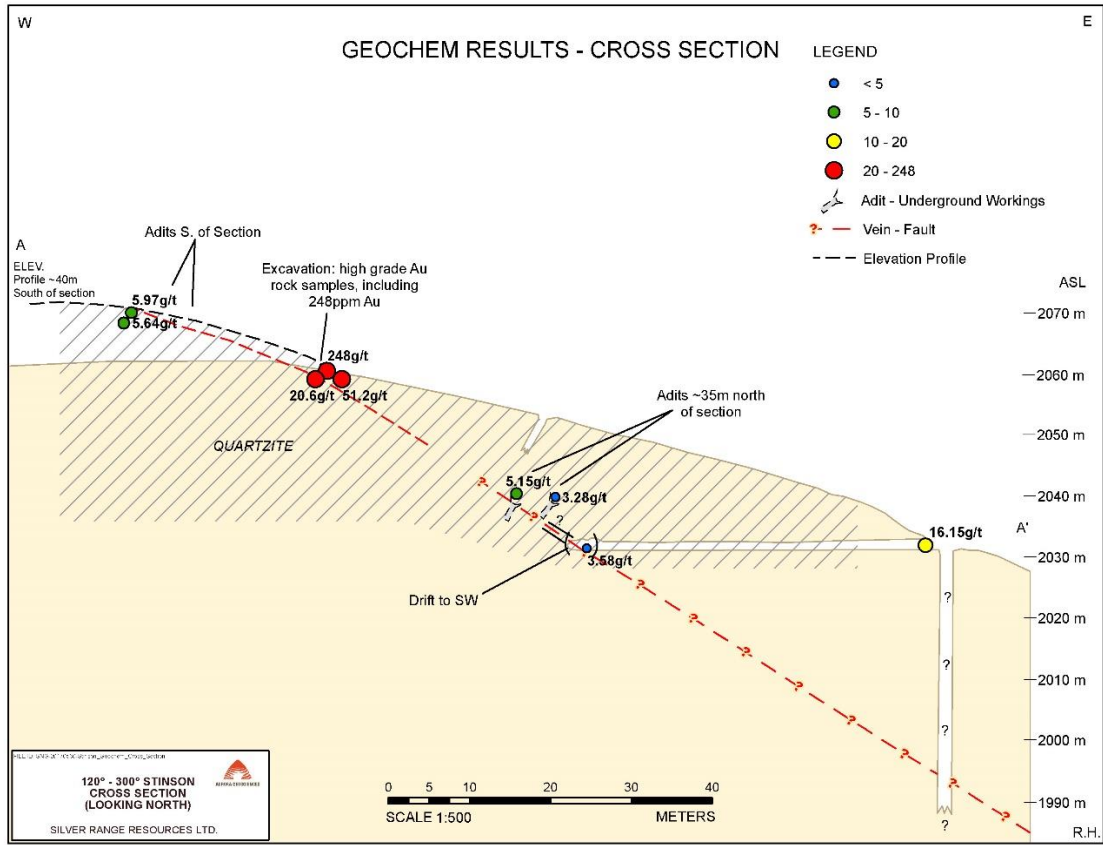 W
E
GEOCHEM RESULTS - CROSS SECTION
LEGEND
< 5
5 - 10
10 - 20
20 - 248
Adit - Underground Workings
?
Vein - Fault
Elevation Profile
Adits S. of Section
A
ELEV.
Profile ~40m
South of section
Excavation: high grade Au
rock samples, including
248ppm Au
ASL
5.97g/t
5.64g/t
2070 m
248g/t
20.6g/t
51.2g/t
2060 m
Adits ~35m north
of section
QUARTZITE
2050 m
5.15g/t
3.28g/t
2040 m
?
?
?
16.15g/t
A'
3.58g/t
2030 m
Drift to SW
?
?
2020 m
?
?
?
2010 m
?
?
?
2000 m
?
?
1990 m
?
?
R.H.
120° - 300° STINSON
CROSS SECTION
(LOOKING NORTH)
SILVER RANGE RESOURCES LTD.
0 5 10 20 30 40
SCALE 1:500
METERS